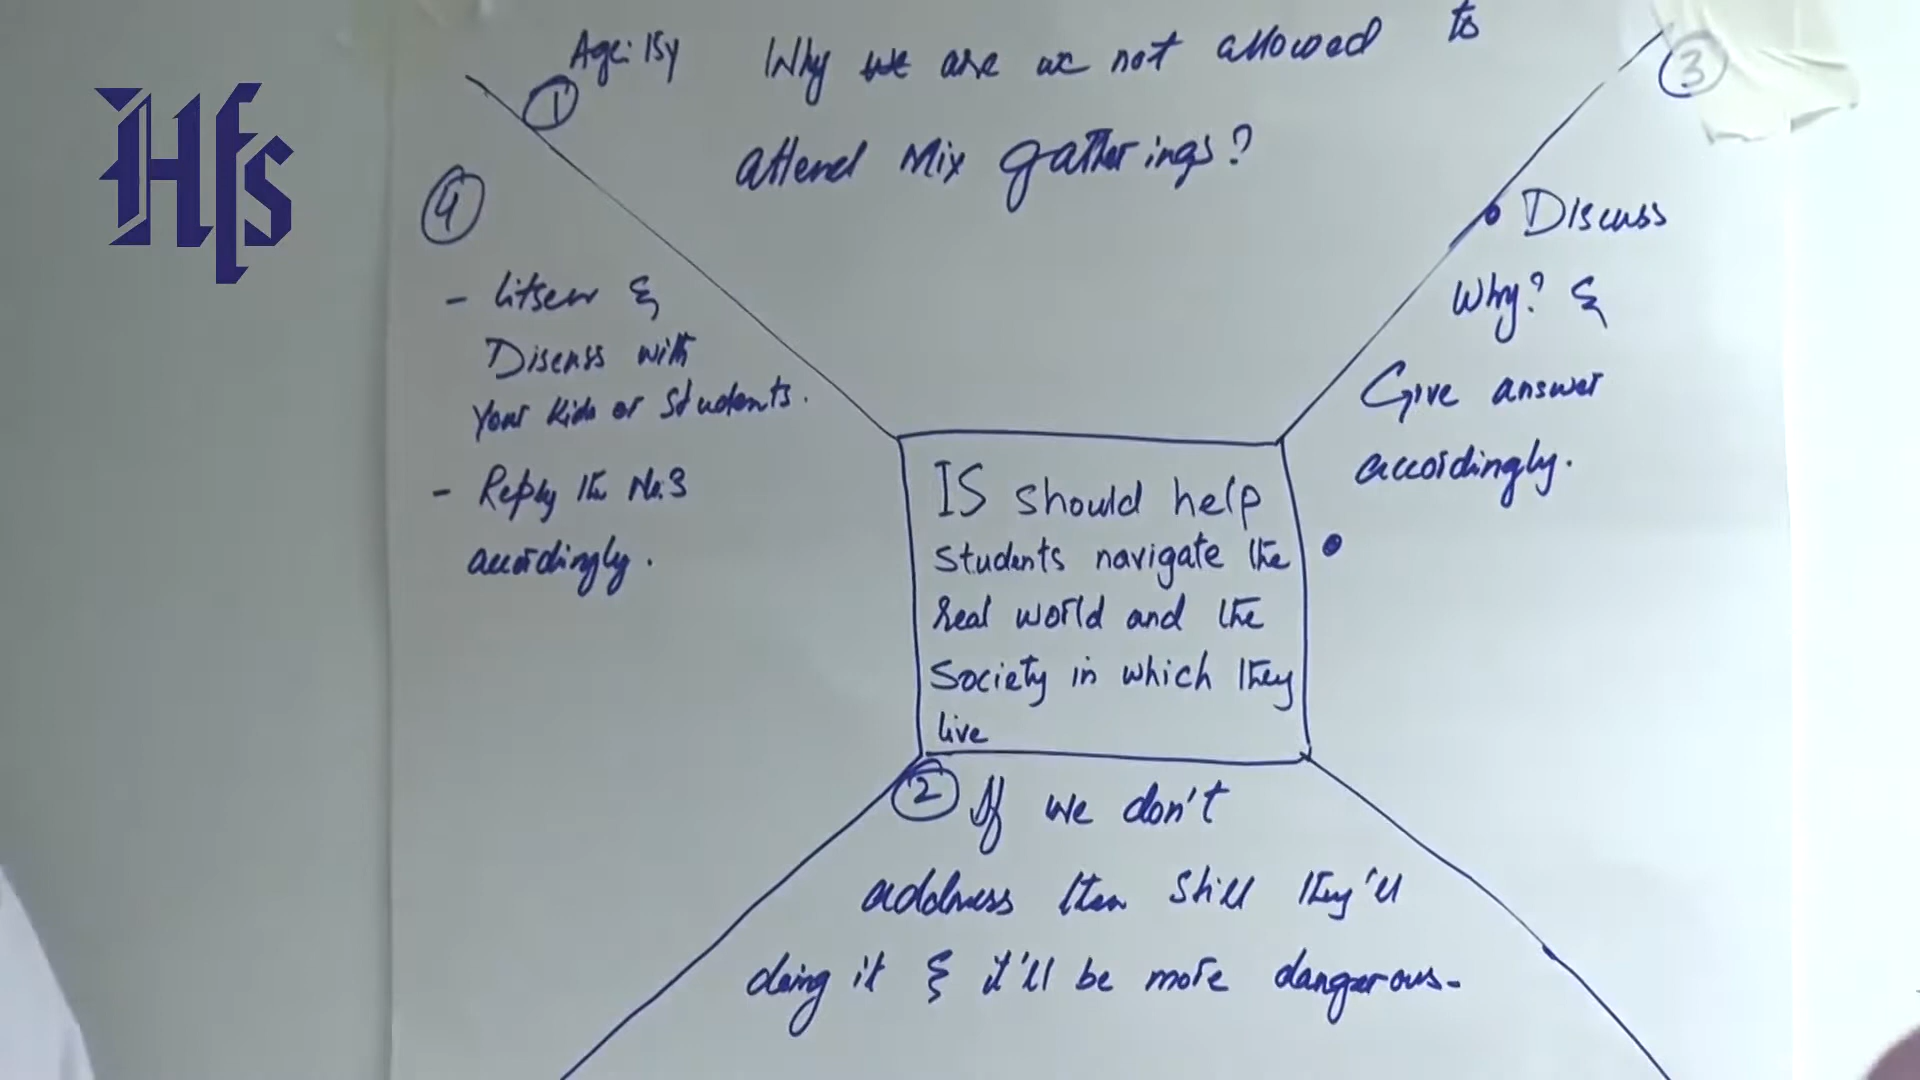 Hfs
① Age: 15y Why we are we not allowed to
attend Mix gatherings?
③
• Discuss
Why? &
Give answer
accordingly.
•
④
- litsen &
Discuss with
Your kids or Students.
- Reply the No.3
accordingly.
IS should help
students navigate the
real world and the
society in which they
live
② If we don't
address then still they'll
doing it & it'll be more dangerous.